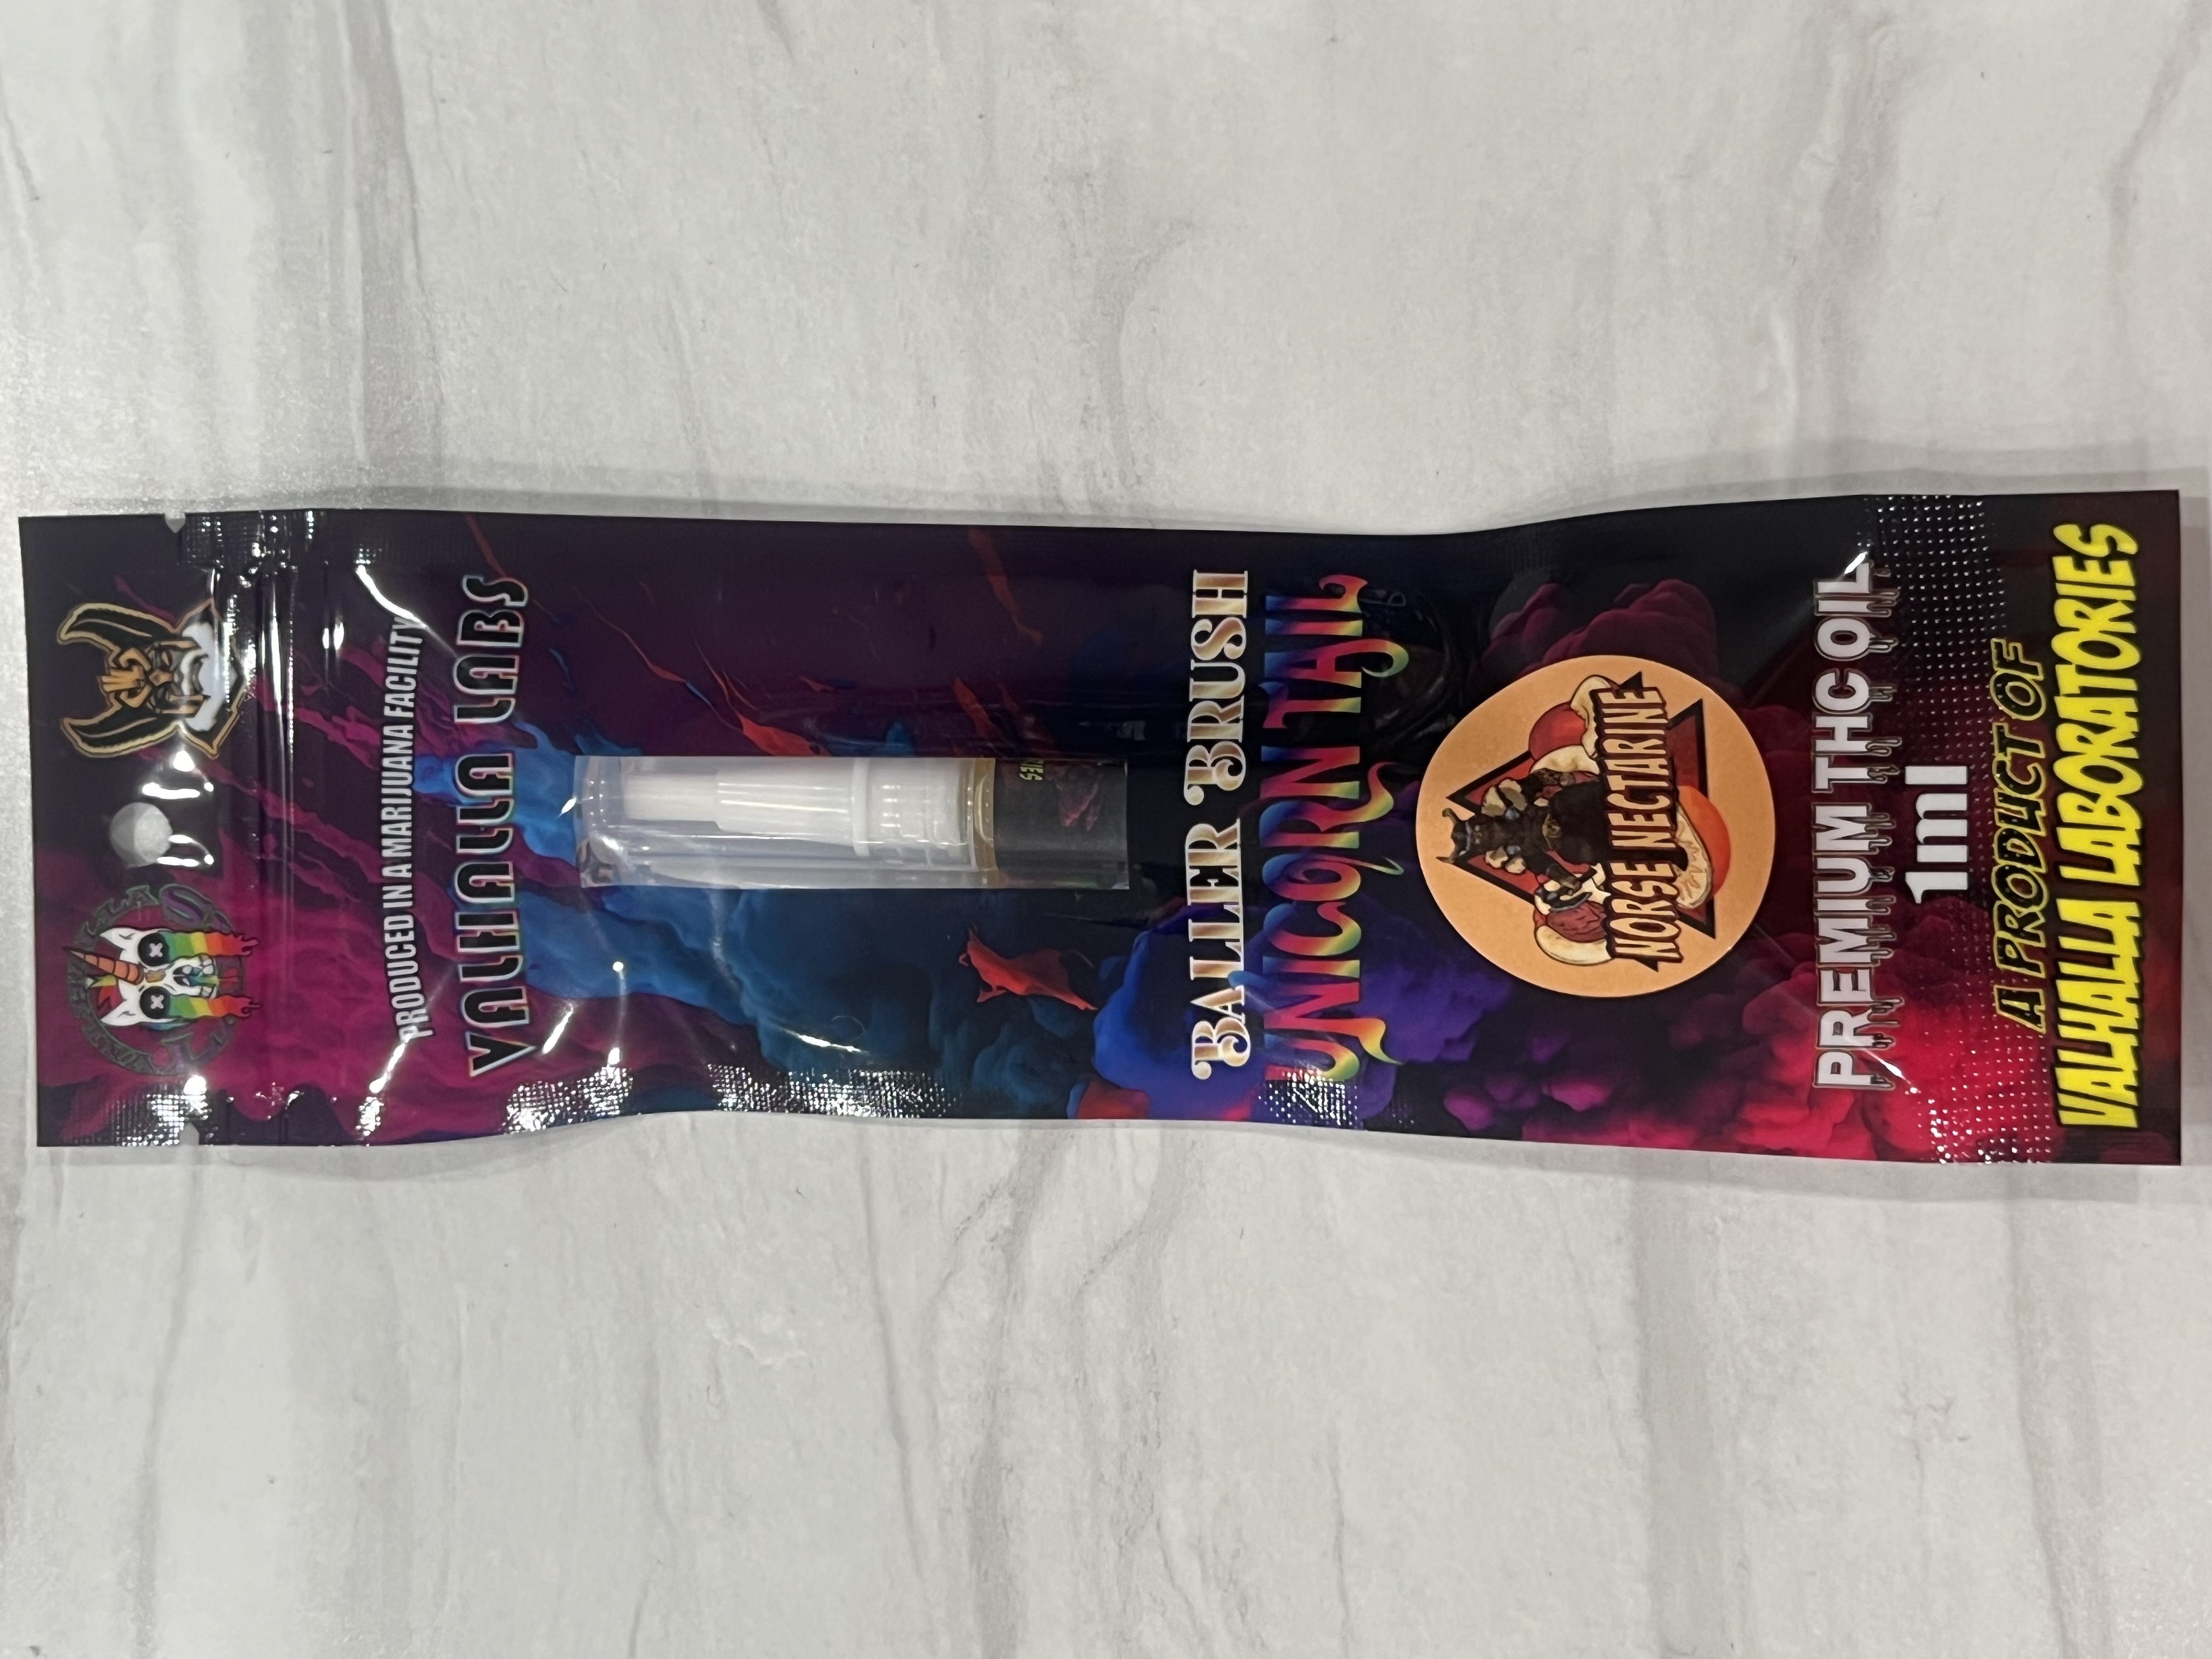 PRODUCED IN A MARIJUANA FACILITY
VALHALLA LABS
BALLER BRUSH
UNICORN TAIL
NORSE NECTARINE
PREMIUM THC OIL
1ml
A PRODUCT OF
VALHALLA LABORATORIES